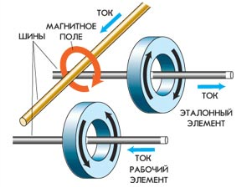 ТОК
МАГНИТНОЕ
ПОЛЕ
ШИНЫ
ТОК
ЭТАЛОННЫЙ
ЭЛЕМЕНТ
ТОК
РАБОЧИЙ
ЭЛЕМЕНТ